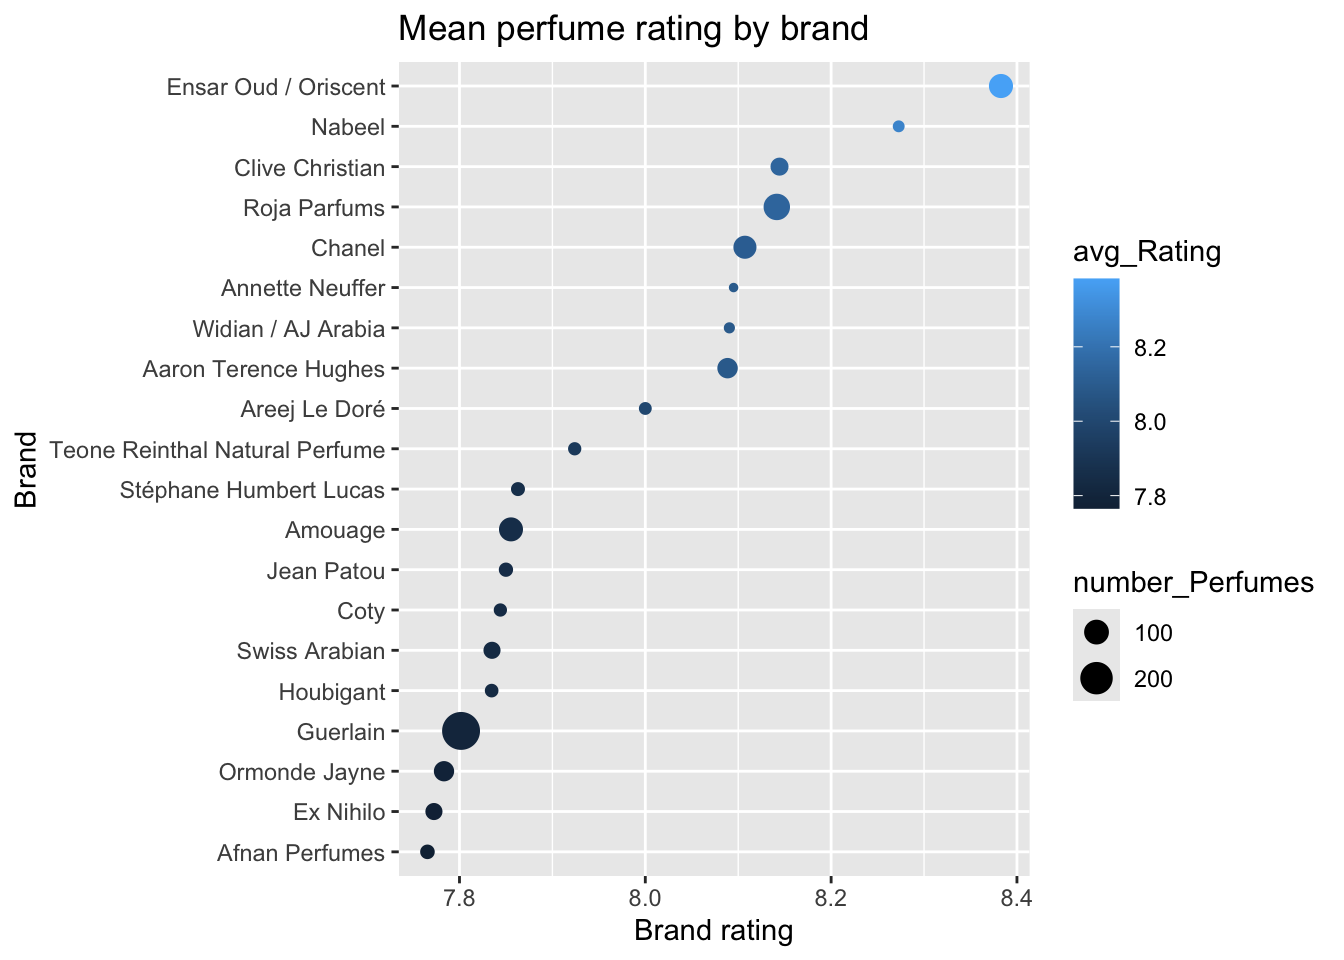 Mean perfume rating by brand
Ensar Oud / Oriscent
Nabeel
Clive Christian
Roja Parfums
Chanel
Annette Neuffer
Widian / AJ Arabia
Aaron Terence Hughes
Areej Le Doré
Teone Reinthal Natural Perfume
Stéphane Humbert Lucas
Amouage
Jean Patou
Coty
Swiss Arabian
Houbigant
Guerlain
Ormonde Jayne
Ex Nihilo
Afnan Perfumes
Brand
7.8 8.0 8.2 8.4
Brand rating
avg_Rating
8.2
8.0
7.8
number_Perfumes
100
200